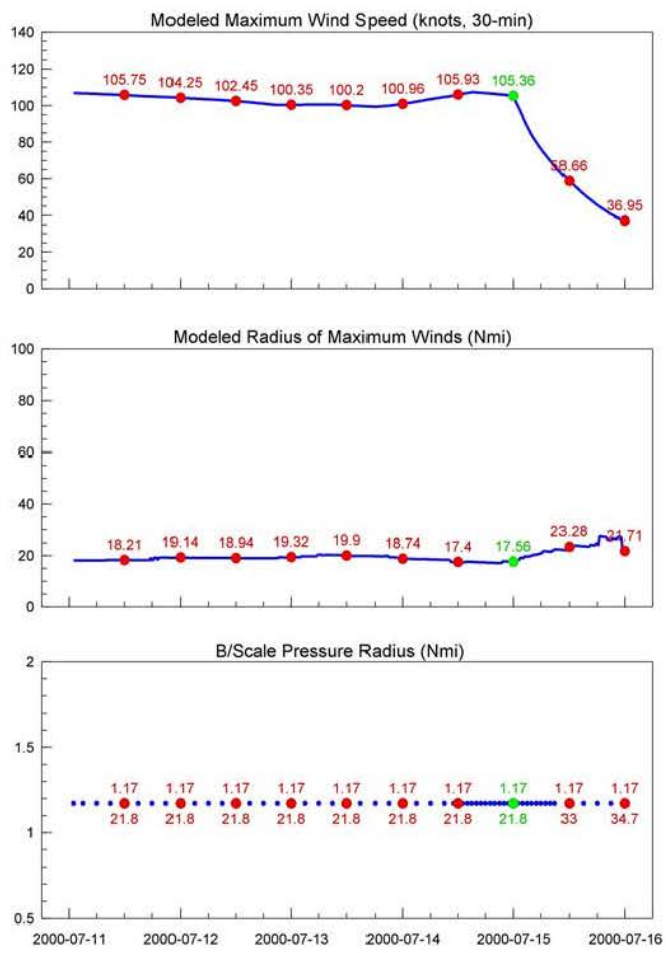 Modeled Maximum Wind Speed (knots, 30-min)
140
120
100
80
60
40
20
0
105.75 104.25 102.45 100.35 100.2 100.96 105.93 105.36
58.66
36.95
Modeled Radius of Maximum Winds (Nmi)
100
80
60
40
20
0
18.21 19.14 18.94 19.32 19.9 18.74 17.4 17.56 23.28 21.71
B/Scale Pressure Radius (Nmi)
2
1.5
1
0.5
1.17 1.17 1.17 1.17 1.17 1.17 1.17 1.17 1.17 1.17
21.8 21.8 21.8 21.8 21.8 21.8 21.8 21.8 33 34.7
2000-07-11 2000-07-12 2000-07-13 2000-07-14 2000-07-15 2000-07-16